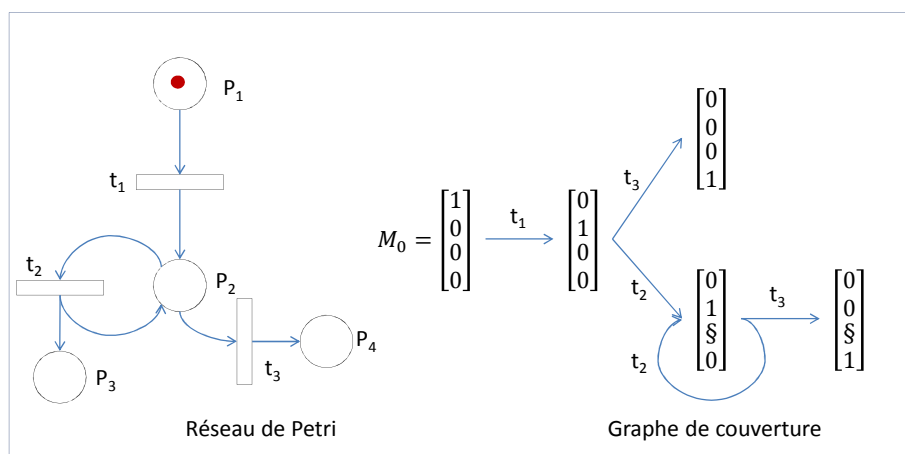 P1
t1
t2
P2
P3
t3
P4
Réseau de Petri
M0 = [1 0 0 0]
t1
[0 1 0 0]
t3
[0 0 0 1]
t2
[0 1 § 0]
t2
t3
[0 0 § 1]
Graphe de couverture